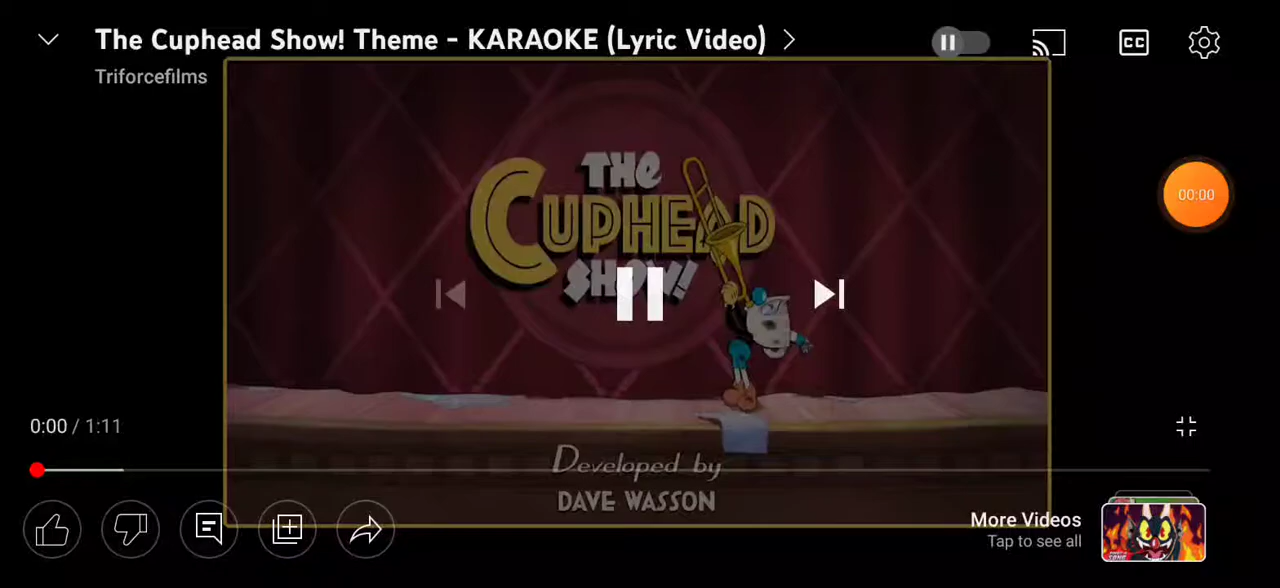 The Cuphead Show! Theme - KARAOKE (Lyric Video)
Triforcefilms
CC
00:00
THE
CUPHEAD
SHOW!
0:00 / 1:11
Developed by
DAVE WASSON
More Videos
Tap to see all